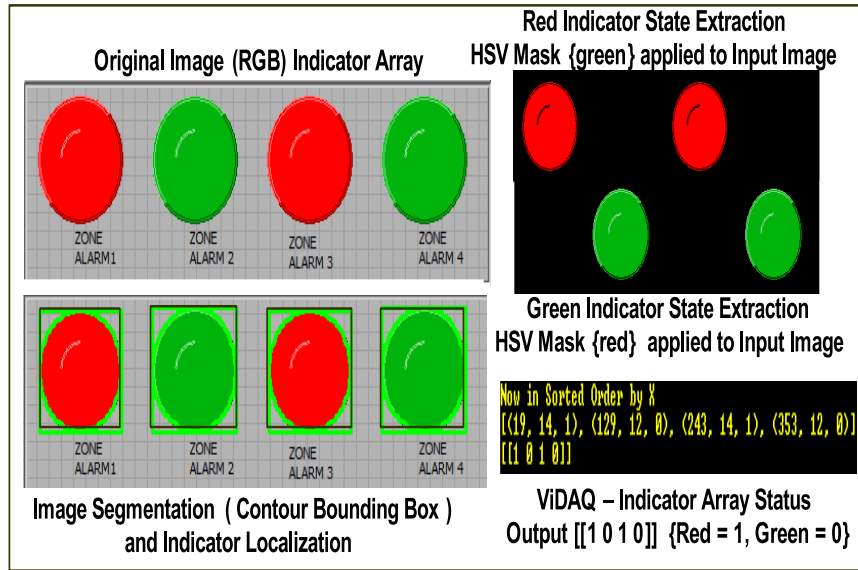 Original Image (RGB) Indicator Array
ZONE ALARM1
ZONE ALARM 2
ZONE ALARM 3
ZONE ALARM 4
ZONE ALARM1
ZONE ALARM 2
ZONE ALARM 3
ZONE ALARM 4
Image Segmentation ( Contour Bounding Box )
and Indicator Localization
Red Indicator State Extraction
HSV Mask {green} applied to Input Image
Green Indicator State Extraction
HSV Mask {red} applied to Input Image
Now in Sorted Order by X
[(19, 14, 1), (129, 12, 0), (243, 14, 1), (353, 12, 0)]
[[1 0 1 0]]
ViDAQ – Indicator Array Status
Output [[1 0 1 0]] {Red = 1, Green = 0}